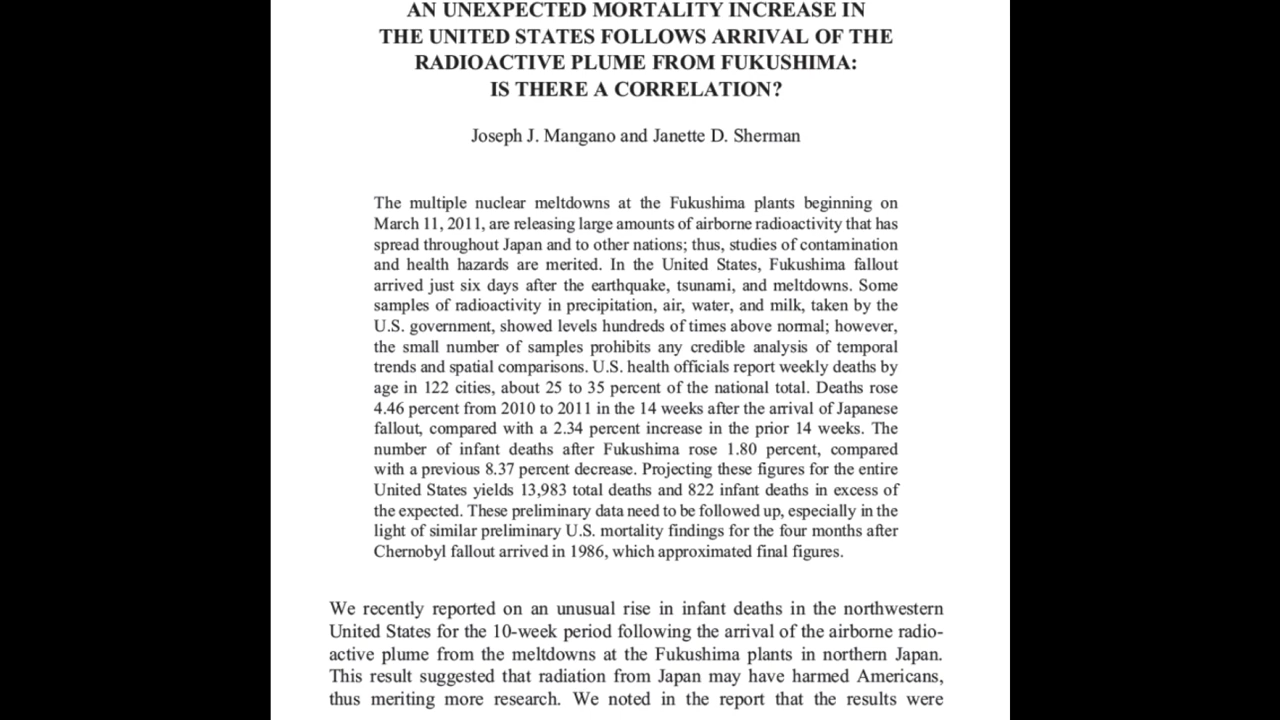 AN UNEXPECTED MORTALITY INCREASE IN
THE UNITED STATES FOLLOWS ARRIVAL OF THE
RADIOACTIVE PLUME FROM FUKUSHIMA:
IS THERE A CORRELATION?
Joseph J. Mangano and Janette D. Sherman
The multiple nuclear meltdowns at the Fukushima plants beginning on
March 11, 2011, are releasing large amounts of airborne radioactivity that has
spread throughout Japan and to other nations; thus, studies of contamination
and health hazards are merited. In the United States, Fukushima fallout
arrived just six days after the earthquake, tsunami, and meltdowns. Some
samples of radioactivity in precipitation, air, water, and milk, taken by the
U.S. government, showed levels hundreds of times above normal; however,
the small number of samples prohibits any credible analysis of temporal
trends and spatial comparisons. U.S. health officials report weekly deaths by
age in 122 cities, about 25 to 35 percent of the national total. Deaths rose
4.46 percent from 2010 to 2011 in the 14 weeks after the arrival of Japanese
fallout, compared with a 2.34 percent increase in the prior 14 weeks. The
number of infant deaths after Fukushima rose 1.80 percent, compared
with a previous 8.37 percent decrease. Projecting these figures for the entire
United States yields 13,983 total deaths and 822 infant deaths in excess of
the expected. These preliminary data need to be followed up, especially in the
light of similar preliminary U.S. mortality findings for the four months after
Chernobyl fallout arrived in 1986, which approximated final figures.
We recently reported on an unusual rise in infant deaths in the northwestern
United States for the 10-week period following the arrival of the airborne radio-
active plume from the meltdowns at the Fukushima plants in northern Japan.
This result suggested that radiation from Japan may have harmed Americans,
thus meriting more research. We noted in the report that the results were